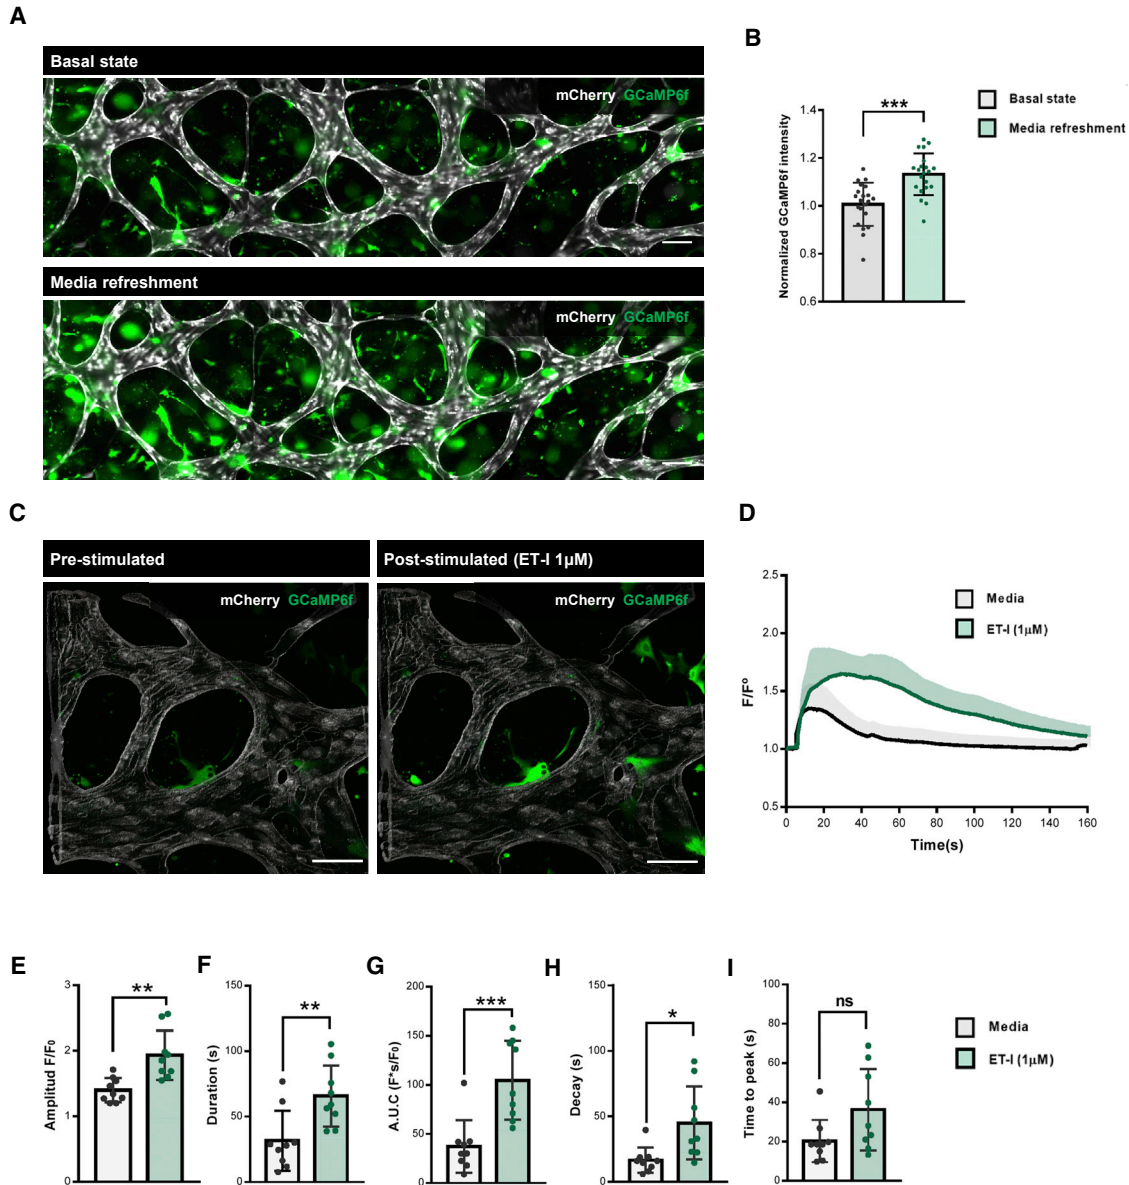 A
Basal state
mCherry GCaMP6f
Media refreshment
mCherry GCaMP6f
B
Normalized GCaMP6f intensity
1.4
1.2
1.0
0.8
0.6
***
Basal state
Media refreshment
C
Pre-stimulated
mCherry GCaMP6f
Post-stimulated (ET-I 1μM)
mCherry GCaMP6f
D
F/Fº
2.5
2.0
1.5
1.0
0.5
0 20 40 60 80 100 120 140 160
Time(s)
Media
ET-I (1μM)
E
Amplitud F/F₀
3
2
1
0
**
F
Duration (s)
150
100
50
0
**
G
A.U.C (F*s/F₀)
200
150
100
50
0
***
H
Decay (s)
150
100
50
0
*
I
Time to peak (s)
100
80
60
40
20
0
ns
Media
ET-I (1μM)